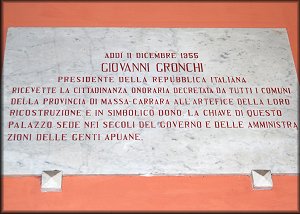 ADDÌ 11 DICEMBRE 1955
GIOVANNI GRONCHI
PRESIDENTE DELLA REPUBBLICA ITALIANA
RICEVETTE LA CITTADINANZA ONORARIA DECRETATA DA TUTTI I COMUNI
DELLA PROVINCIA DI MASSA-CARRARA ALL'ARTEFICE DELLA LORO
RICOSTRUZIONE E IN SIMBOLICO DONO LA CHIAVE DI QUESTO
PALAZZO SEDE NEI SECOLI DEL GOVERNO E DELLE AMMINISTRA
ZIONI DELLE GENTI APUANE.